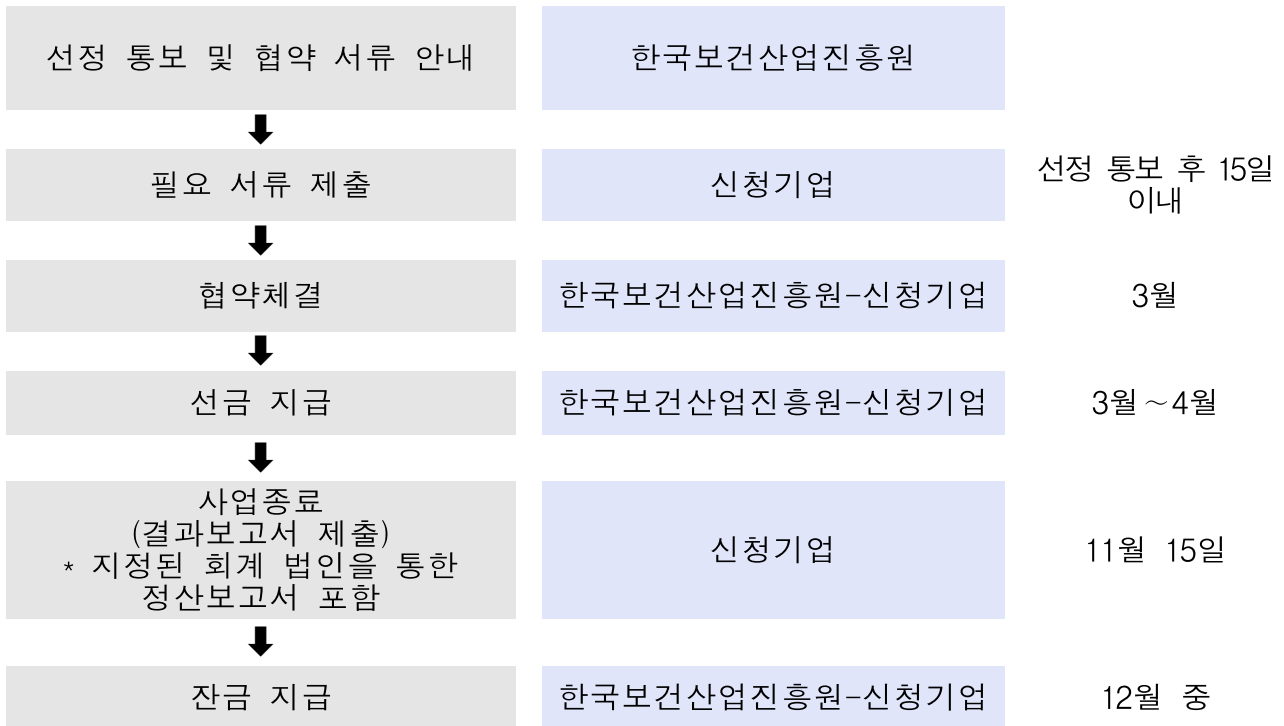 선정 통보 및 협약 서류 안내
한국보건산업진흥원
필요 서류 제출
신청기업
선정 통보 후 15일
이내
협약체결
한국보건산업진흥원-신청기업
3월
선금 지급
한국보건산업진흥원-신청기업
3월~4월
사업종료
(결과보고서 제출)
* 지정된 회계 법인을 통한
정산보고서 포함
신청기업
11월 15일
잔금 지급
한국보건산업진흥원-신청기업
12월 중